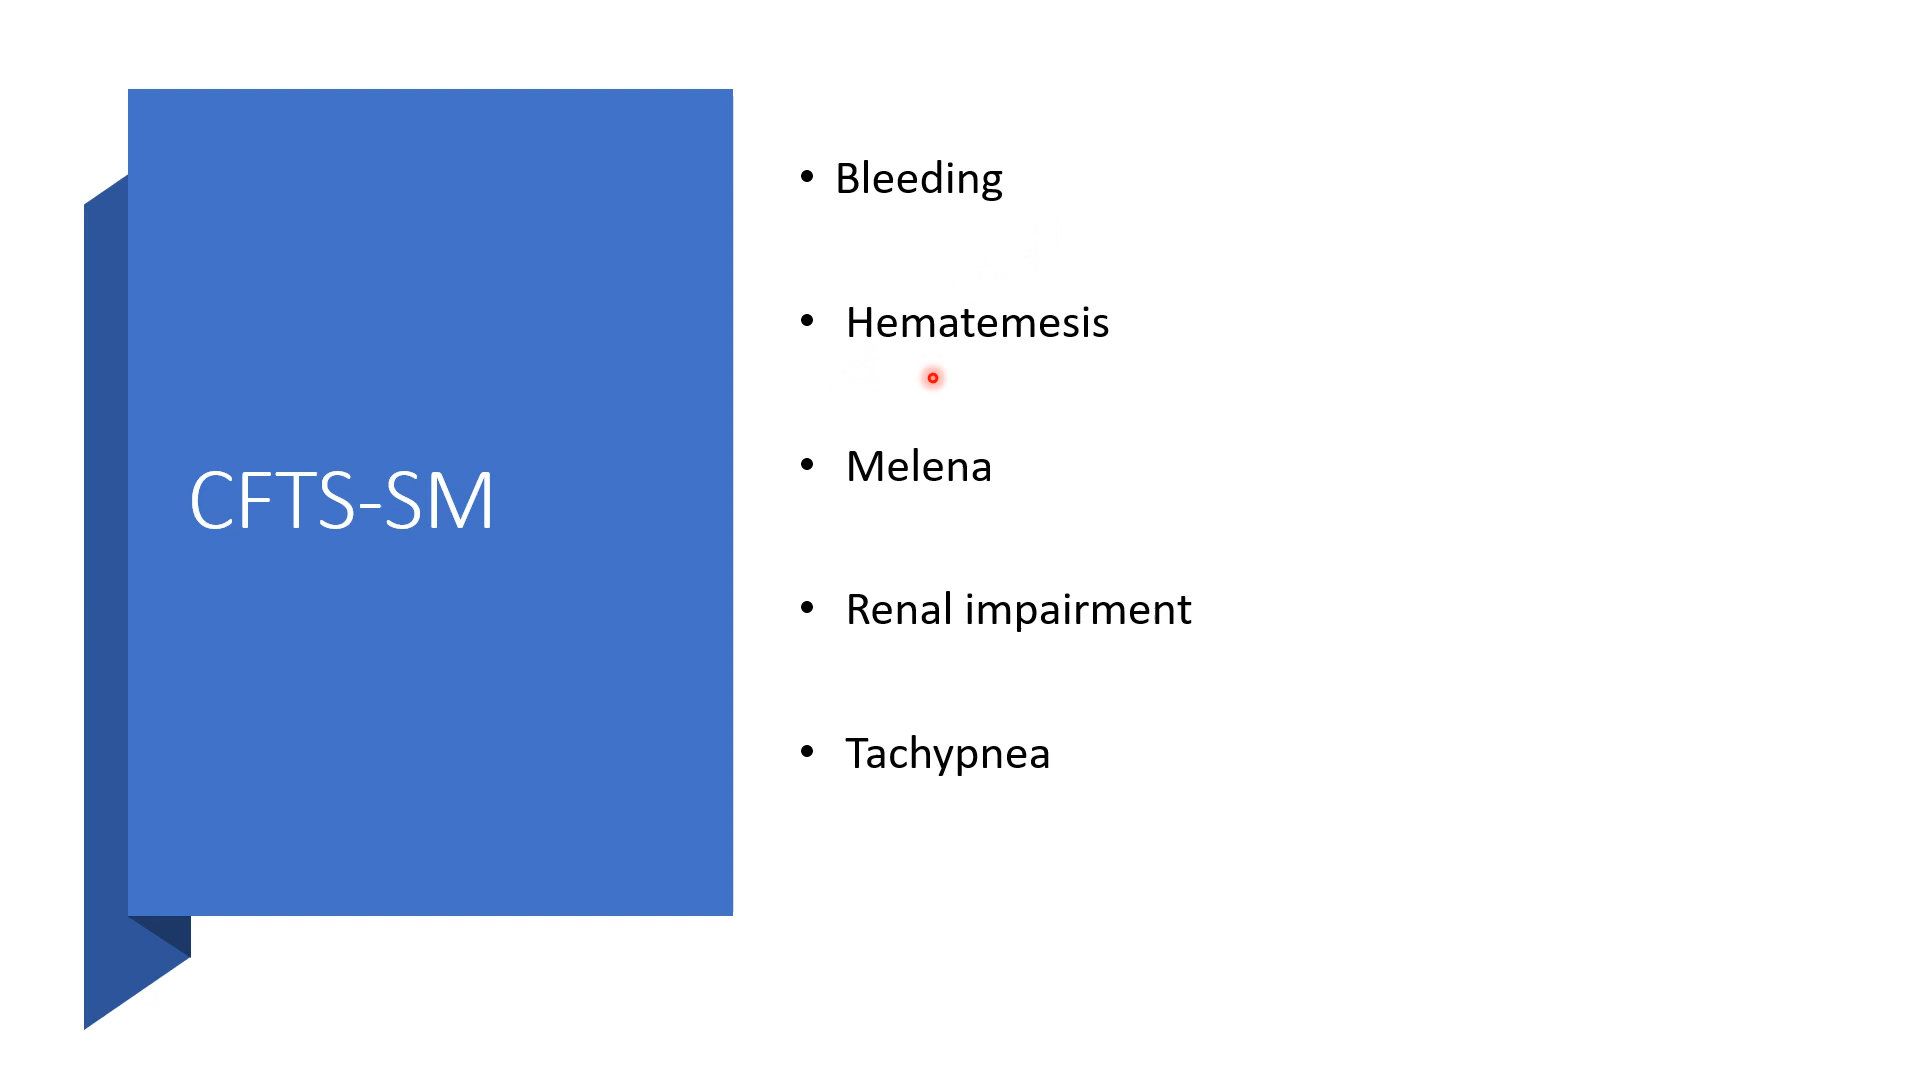 CFTS-SM
• Bleeding
• Hematemesis
• Melena
• Renal impairment
• Tachypnea